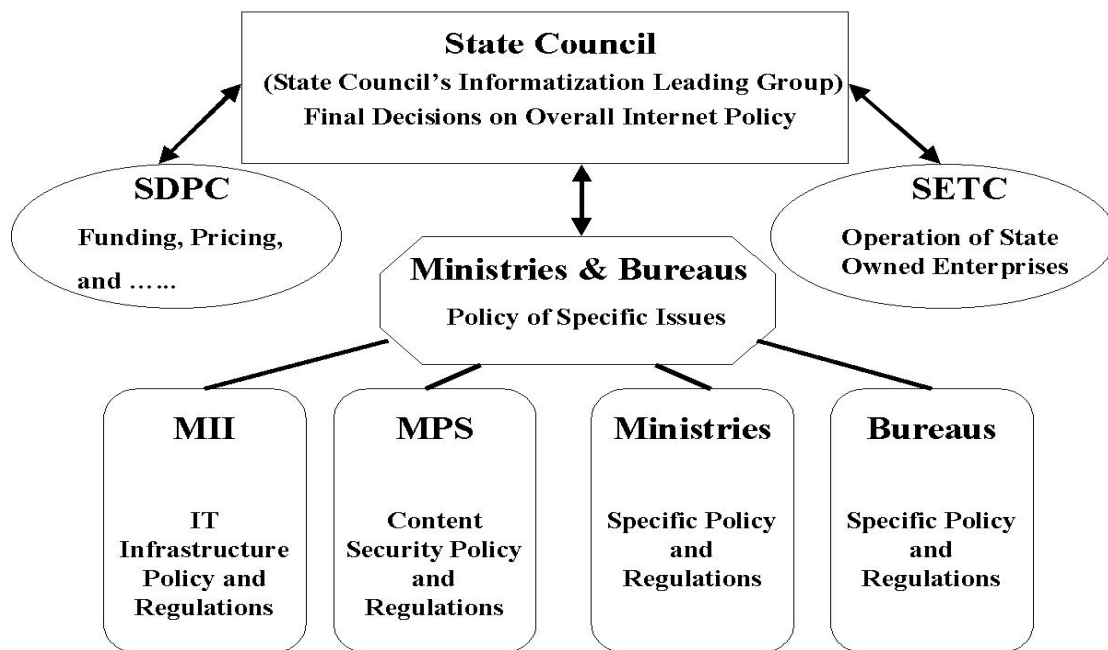 State Council
(State Council's Informatization Leading Group)
Final Decisions on Overall Internet Policy
SDPC
Funding, Pricing,
and ......
SETC
Operation of State
Owned Enterprises
Ministries & Bureaus
Policy of Specific Issues
MII
IT
Infrastructure
Policy and
Regulations
MPS
Content
Security Policy
and
Regulations
Ministries
Specific Policy
and
Regulations
Bureaus
Specific Policy
and
Regulations